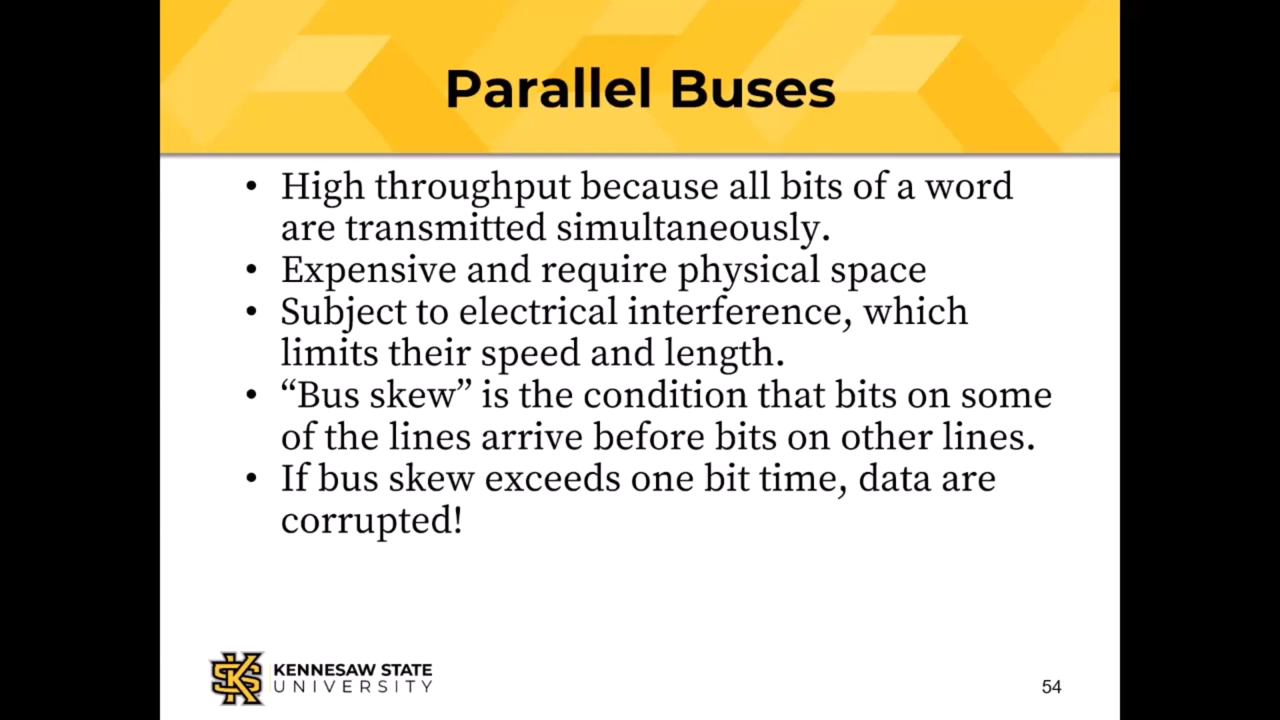 Parallel Buses
• High throughput because all bits of a word
are transmitted simultaneously.
• Expensive and require physical space
• Subject to electrical interference, which
limits their speed and length.
• “Bus skew” is the condition that bits on some
of the lines arrive before bits on other lines.
• If bus skew exceeds one bit time, data are
corrupted!
KENNESAW STATE
UNIVERSITY
54